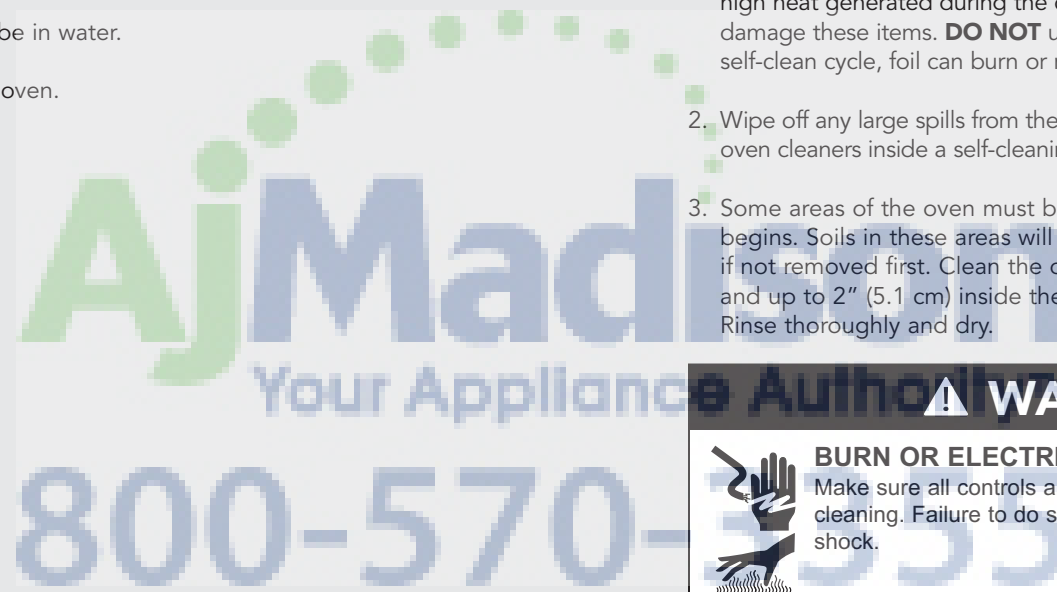 be in water.
oven.
high heat generated during the
damage these items. DO NOT
self-clean cycle, foil can burn or
2. Wipe off any large spills from the
oven cleaners inside a self-cleanin
3. Some areas of the oven must b
begins. Soils in these areas will
if not removed first. Clean the
and up to 2” (5.1 cm) inside the
Rinse thoroughly and dry.
WA
BURN OR ELECTRI
Make sure all controls a
cleaning. Failure to do s
shock.
AjMadison
Your Appliance Authority
800-570-3355